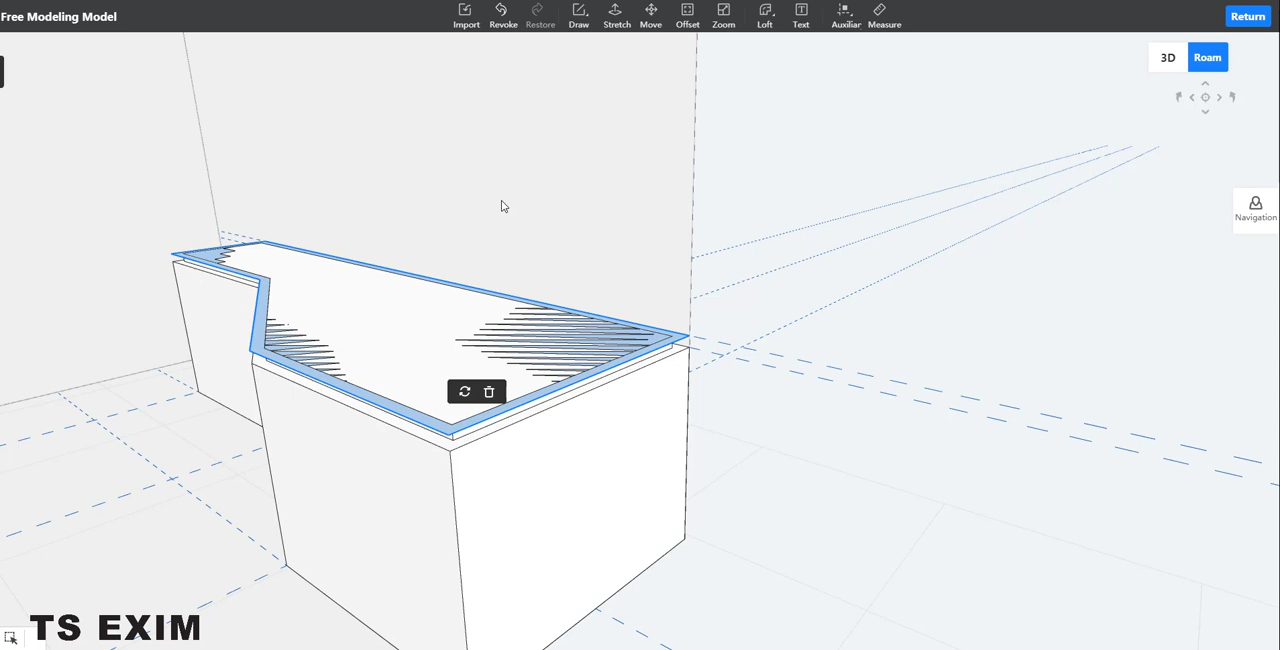 Free Modeling Model
Import
Revoke
Restore
Draw
Stretch
Move
Offset
Zoom
Loft
Text
Auxiliar
Measure
Return
3D
Roam
Navigation
TS EXIM